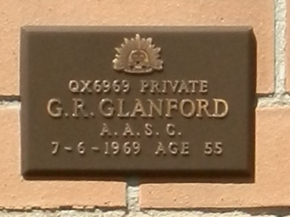 QX6969 PRIVATE
G.R. GLANFORD
A.A.S.C.
7-6-1969 AGE 55